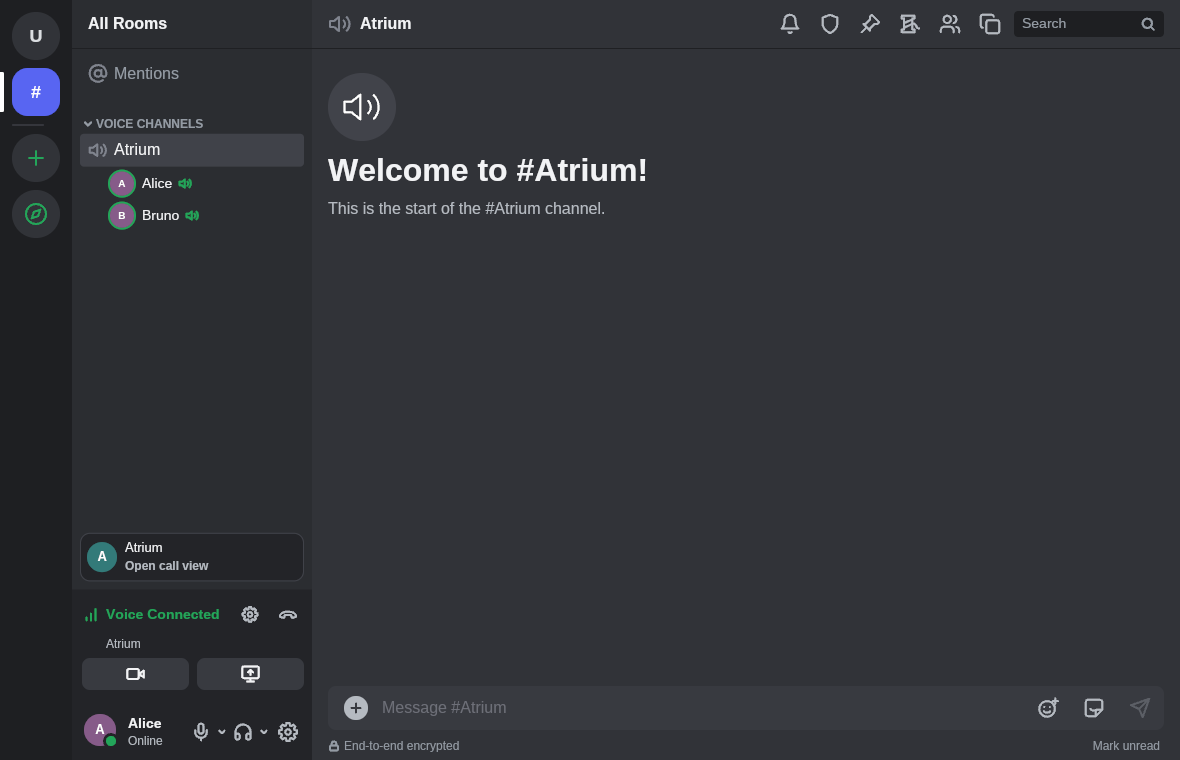 U
#
All Rooms
Mentions
VOICE CHANNELS
Atrium
A Alice
B Bruno
A Atrium
Open call view
Voice Connected
Atrium
A Alice
Online
Atrium
Search
Welcome to #Atrium!
This is the start of the #Atrium channel.
Message #Atrium
End-to-end encrypted
Mark unread